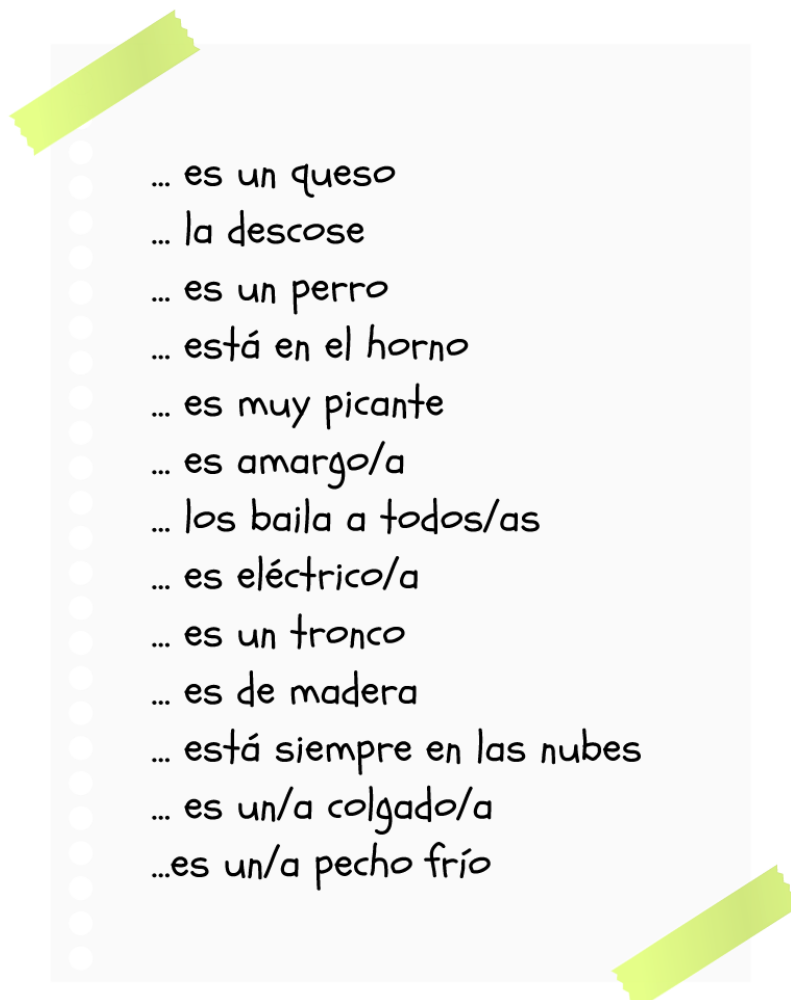 ... es un queso
... la descose
... es un perro
... está en el horno
... es muy picante
... es amargo/a
... los baila a todos/as
... es eléctrico/a
... es un tronco
... es de madera
... está siempre en las nubes
... es un/a colgado/a
...es un/a pecho frío